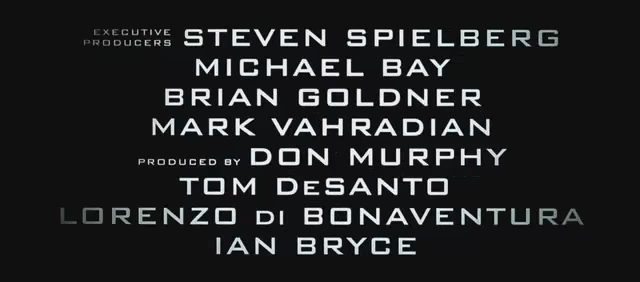 EXECUTIVE PRODUCERS STEVEN SPIELBERG
MICHAEL BAY
BRIAN GOLDNER
MARK VAHRADIAN
PRODUCED BY DON MURPHY
TOM DeSANTO
LORENZO DI BONAVENTURA
IAN BRYCE